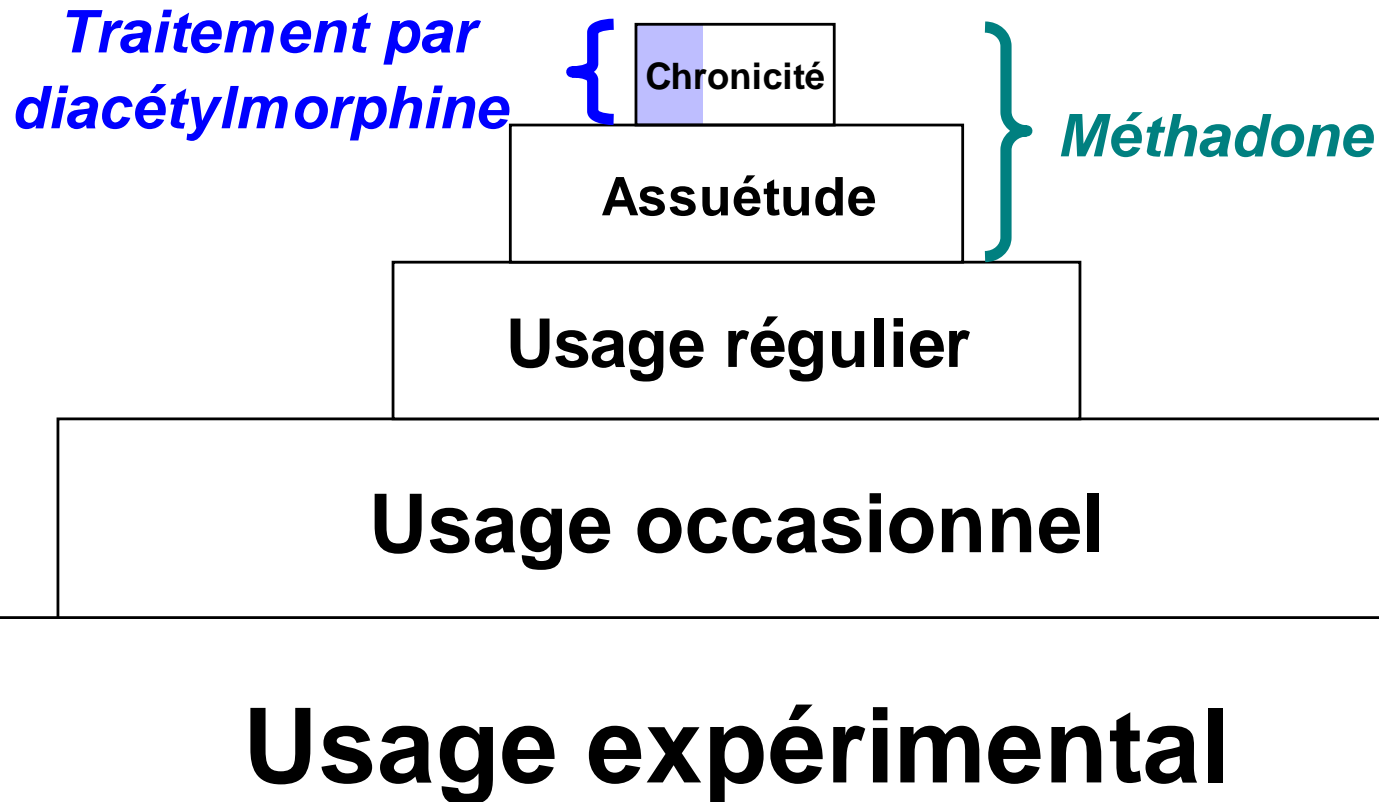 Traitement par
diacétylmorphine
Chronicité
Méthadone
Assuétude
Usage régulier
Usage occasionnel
Usage expérimental